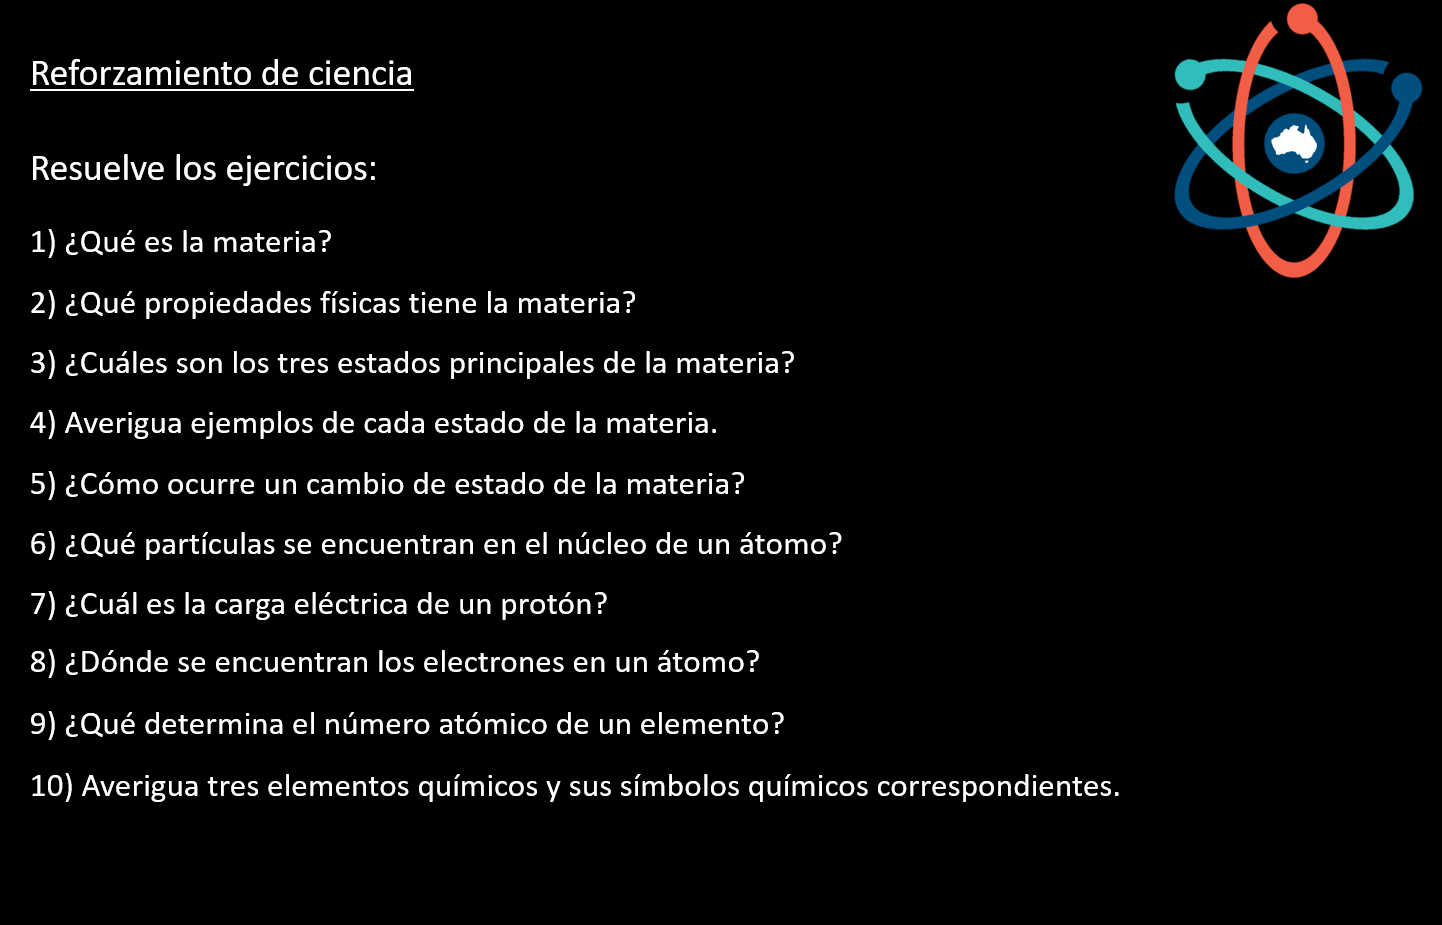 Reforzamiento de ciencia
Resuelve los ejercicios:
1) ¿Qué es la materia?
2) ¿Qué propiedades físicas tiene la materia?
3) ¿Cuáles son los tres estados principales de la materia?
4) Averigua ejemplos de cada estado de la materia.
5) ¿Cómo ocurre un cambio de estado de la materia?
6) ¿Qué partículas se encuentran en el núcleo de un átomo?
7) ¿Cuál es la carga eléctrica de un protón?
8) ¿Dónde se encuentran los electrones en un átomo?
9) ¿Qué determina el número atómico de un elemento?
10) Averigua tres elementos químicos y sus símbolos químicos correspondientes.